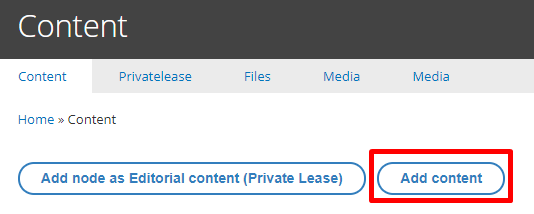 Content
Content Privatelease Files Media Media
Home » Content
Add node as Editorial content (Private Lease) Add content